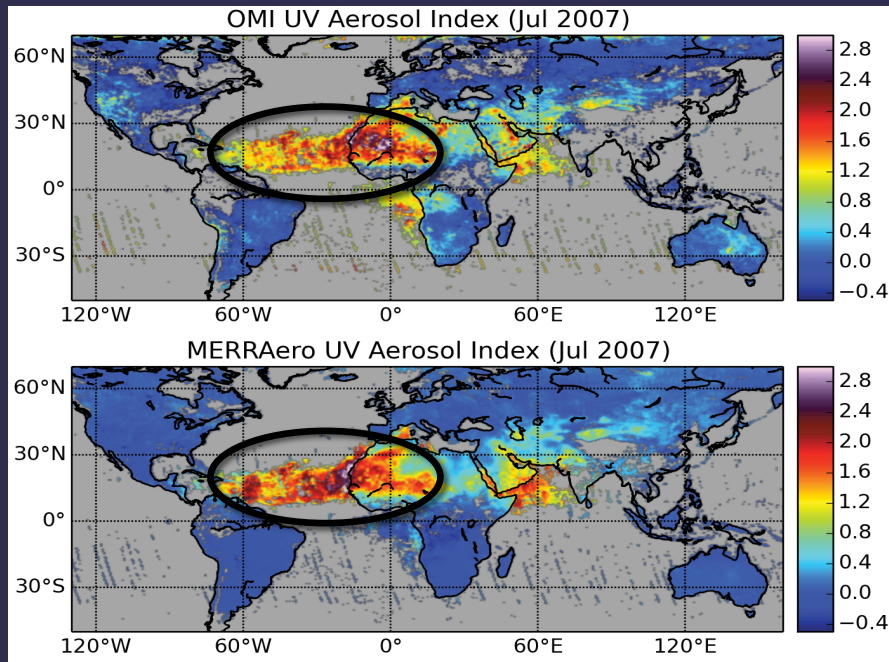 OMI UV Aerosol Index (Jul 2007)
60°N
30°N
0°
30°S
120°W 60°W 0° 60°E 120°E
2.8
2.4
2.0
1.6
1.2
0.8
0.4
0.0
−0.4
MERRAero UV Aerosol Index (Jul 2007)
60°N
30°N
0°
30°S
120°W 60°W 0° 60°E 120°E
2.8
2.4
2.0
1.6
1.2
0.8
0.4
0.0
−0.4